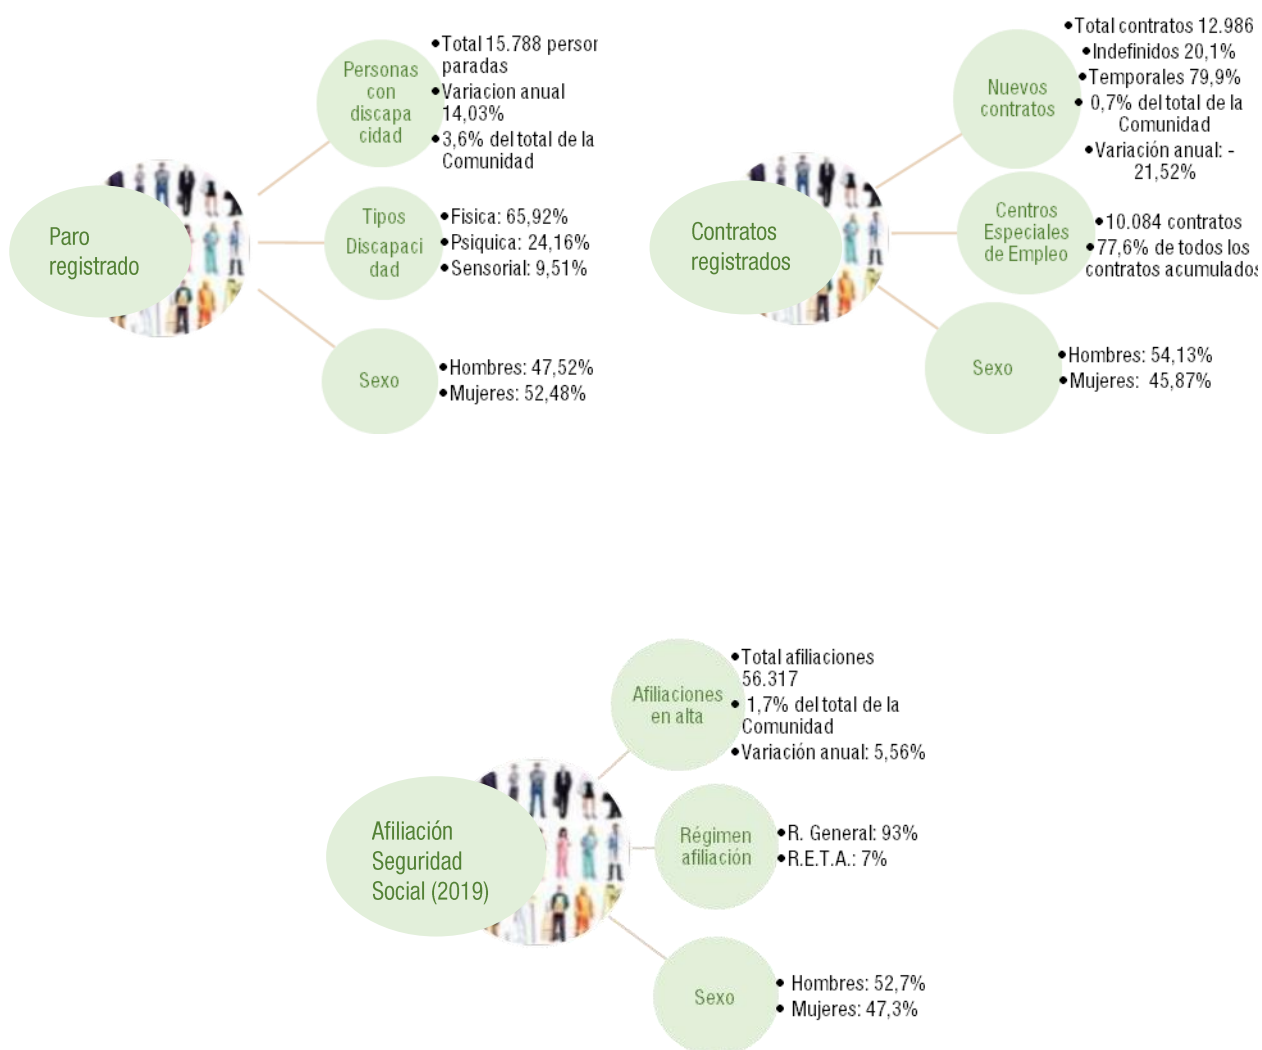 Paro
registrado
Personas
con
discapa
cidad
•Total 15.788
paradas
•Variacion anual
14,03%
•3,6% del total de la
Comunidad
Tipos
Discapaci
dad
•Fisica: 65,92%
•Psiquica: 24,16%
•Sensorial: 9,51%
Sexo
•Hombres: 47,52%
•Mujeres: 52,48%
Contratos
registrados
Nuevos
contratos
•Total contratos 12.986
•Indefinidos 20,1%
•Temporales 79,9%
• 0,7% del total de la
Comunidad
•Variación anual: -
21,52%
Centros
Especiales
de Empleo
•10.084 contratos
•77,6% de todos los
contratos acumulados
Sexo
•Hombres: 54,13%
•Mujeres: 45,87%
Afiliación
Seguridad
Social (2019)
Afiliaciones
en alta
•Total afiliaciones
56.317
• 1,7% del total de la
Comunidad
•Variación anual: 5,56%
Régimen
afiliación
•R. General: 93%
•R.E.T.A.: 7%
Sexo
• Hombres: 52,7%
• Mujeres: 47,3%